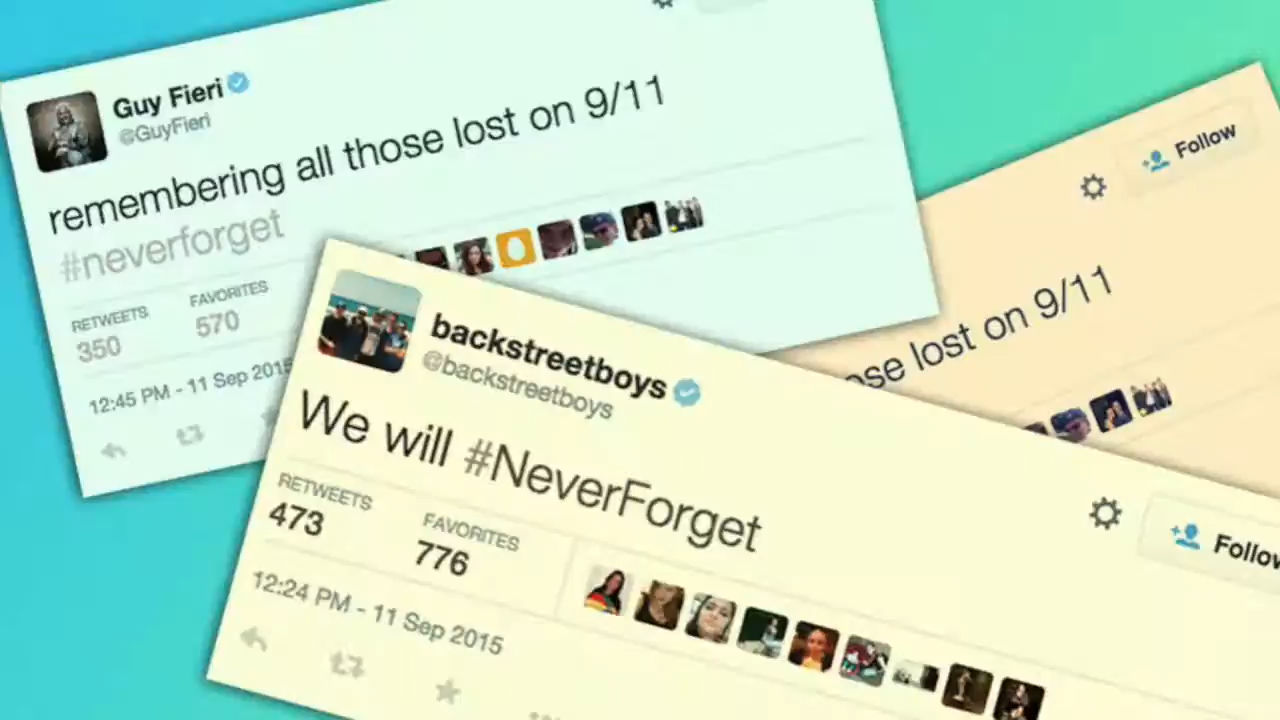 Guy Fieri
@GuyFieri
remembering all those lost on 9/11
#neverforget
RETWEETS FAVORITES
350 570
12:45 PM - 11 Sep 2015
Follow
lost on 9/11
backstreetboys
@backstreetboys
We will #NeverForget
RETWEETS FAVORITES
473 776
12:24 PM - 11 Sep 2015
Follow